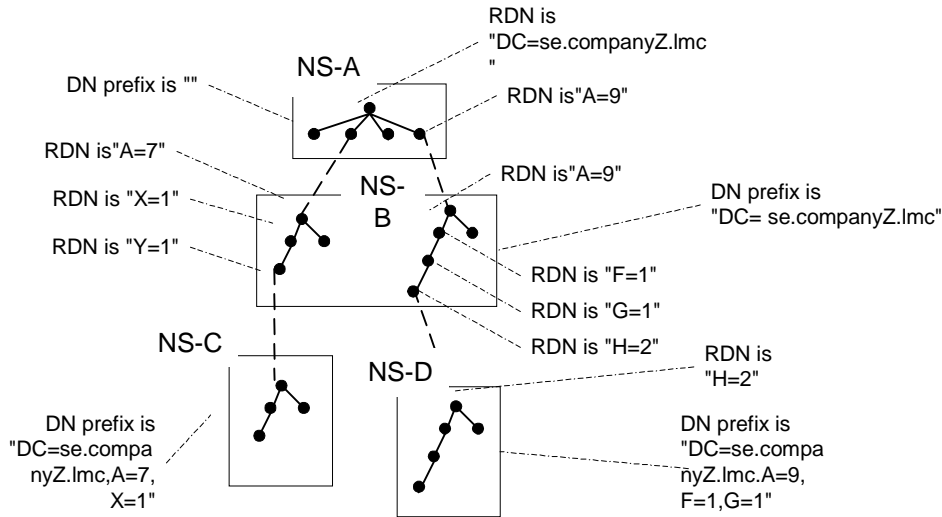 RDN is
"DC=se.companyZ.lmc
"
NS-A
DN prefix is ""
RDN is"A=9"
RDN is"A=7"
NS-
B
RDN is"A=9"
RDN is "X=1"
DN prefix is
"DC= se.companyZ.lmc"
RDN is "Y=1"
RDN is "F=1"
RDN is "G=1"
NS-C
RDN is "H=2"
NS-D
RDN is
"H=2"
DN prefix is
"DC=se.compa
nyZ.lmc,A=7,
X=1"
DN prefix is
"DC=se.compa
nyZ.lmc.A=9,
F=1,G=1"